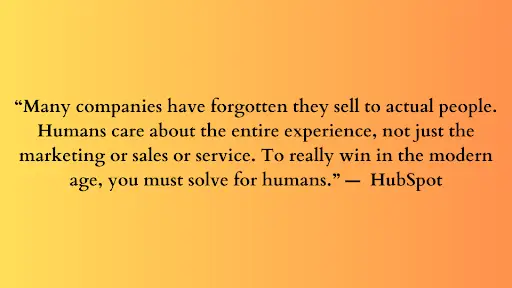 “Many companies have forgotten they sell to actual people.
Humans care about the entire experience, not just the
marketing or sales or service. To really win in the modern
age, you must solve for humans.” — HubSpot